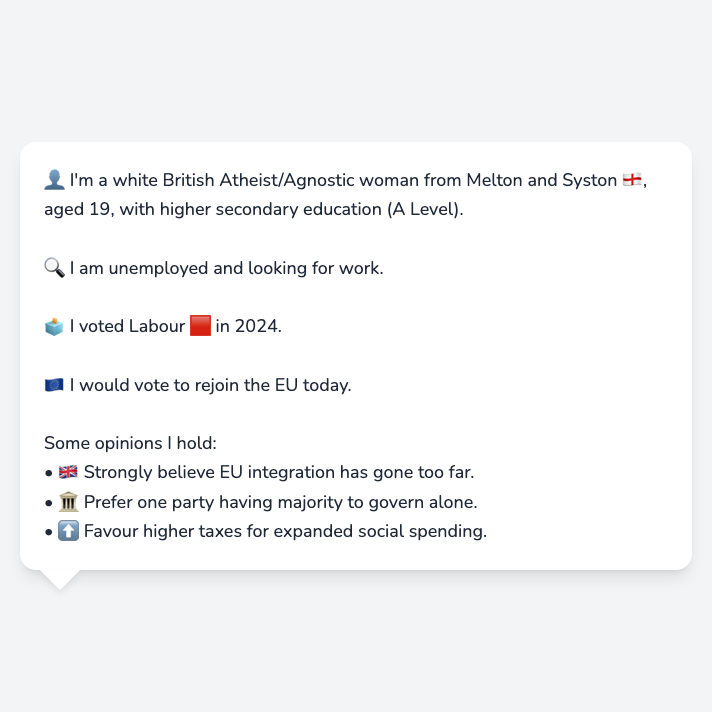 👤 I'm a white British Atheist/Agnostic woman from Melton and Syston 🏴󠁧󠁢󠁥󠁮󠁧󠁿,
aged 19, with higher secondary education (A Level).
🔍 I am unemployed and looking for work.
🗳️ I voted Labour 🟥 in 2024.
🇪🇺 I would vote to rejoin the EU today.
Some opinions I hold:
• 🇬🇧 Strongly believe EU integration has gone too far.
• 🏛️ Prefer one party having majority to govern alone.
• ⬆️ Favour higher taxes for expanded social spending.